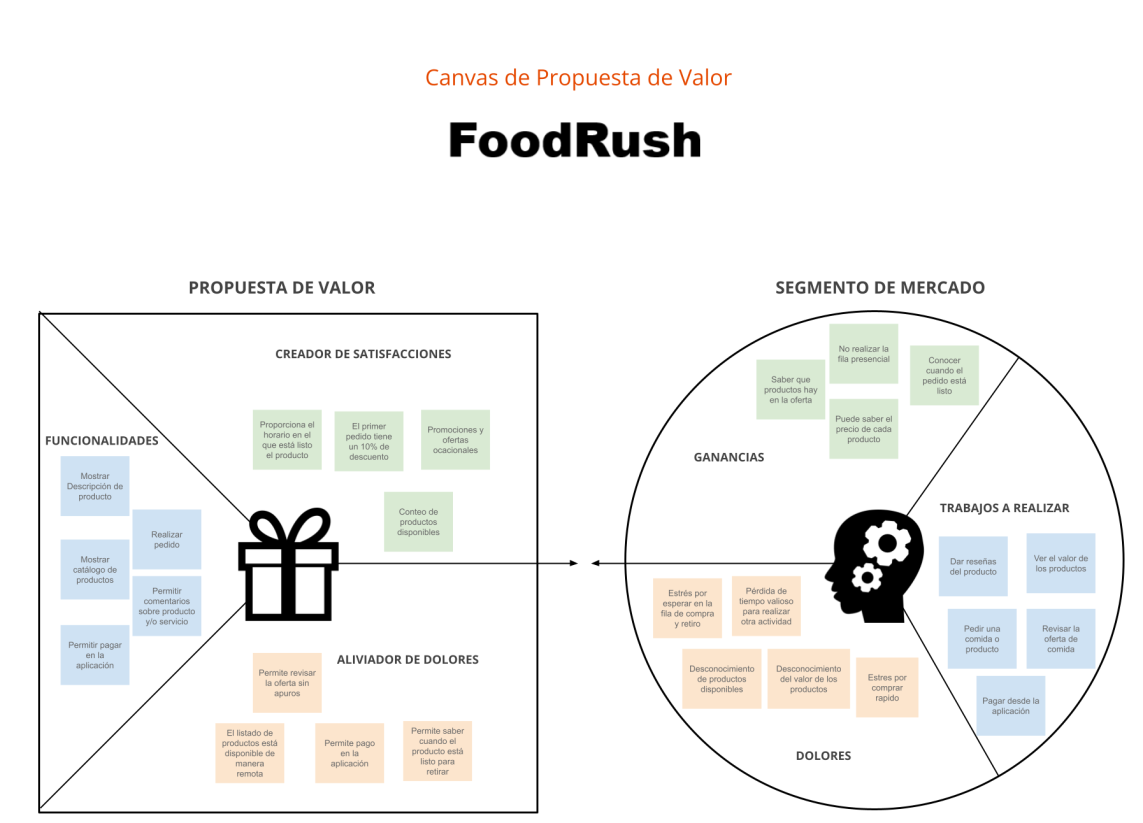 Canvas de Propuesta de Valor
FoodRush
PROPUESTA DE VALOR
CREADOR DE SATISFACCIONES
Proporciona el
horario en el
que está listo
el producto
El primer
pedido tiene
un 10% de
descuento
Promociones y
ofertas
ocacionales
Conteo de
productos
disponibles
FUNCIONALIDADES
Mostrar
Descripción de
producto
Realizar
pedido
Mostrar
catálogo de
productos
Permitir
comentarios
sobre producto
y/o servicio
Permitir pagar
en la
aplicación
ALIVIADOR DE DOLORES
Permite revisar
la oferta sin
apuros
El listado de
productos está
disponible de
manera
remota
Permite pago
en la
aplicación
Permite saber
cuando el
producto está
listo para
retirar
SEGMENTO DE MERCADO
No realizar la
fila presencial
Conocer
cuando el
pedido está
listo
Saber que
productos hay
en la oferta
Puede saber el
precio de cada
producto
GANANCIAS
TRABAJOS A REALIZAR
Dar reseñas
del producto
Ver el valor de
los productos
Pedir una
comida o
producto
Revisar la
oferta de
comida
Pagar desde la
aplicación
Estrés por
esperar en la
fila de compra
y retiro
Pérdida de
tiempo valioso
para realizar
otra actividad
Desconocimiento
de productos
disponibles
Desconocimiento
del valor de los
productos
Estres por
comprar
rapido
DOLORES